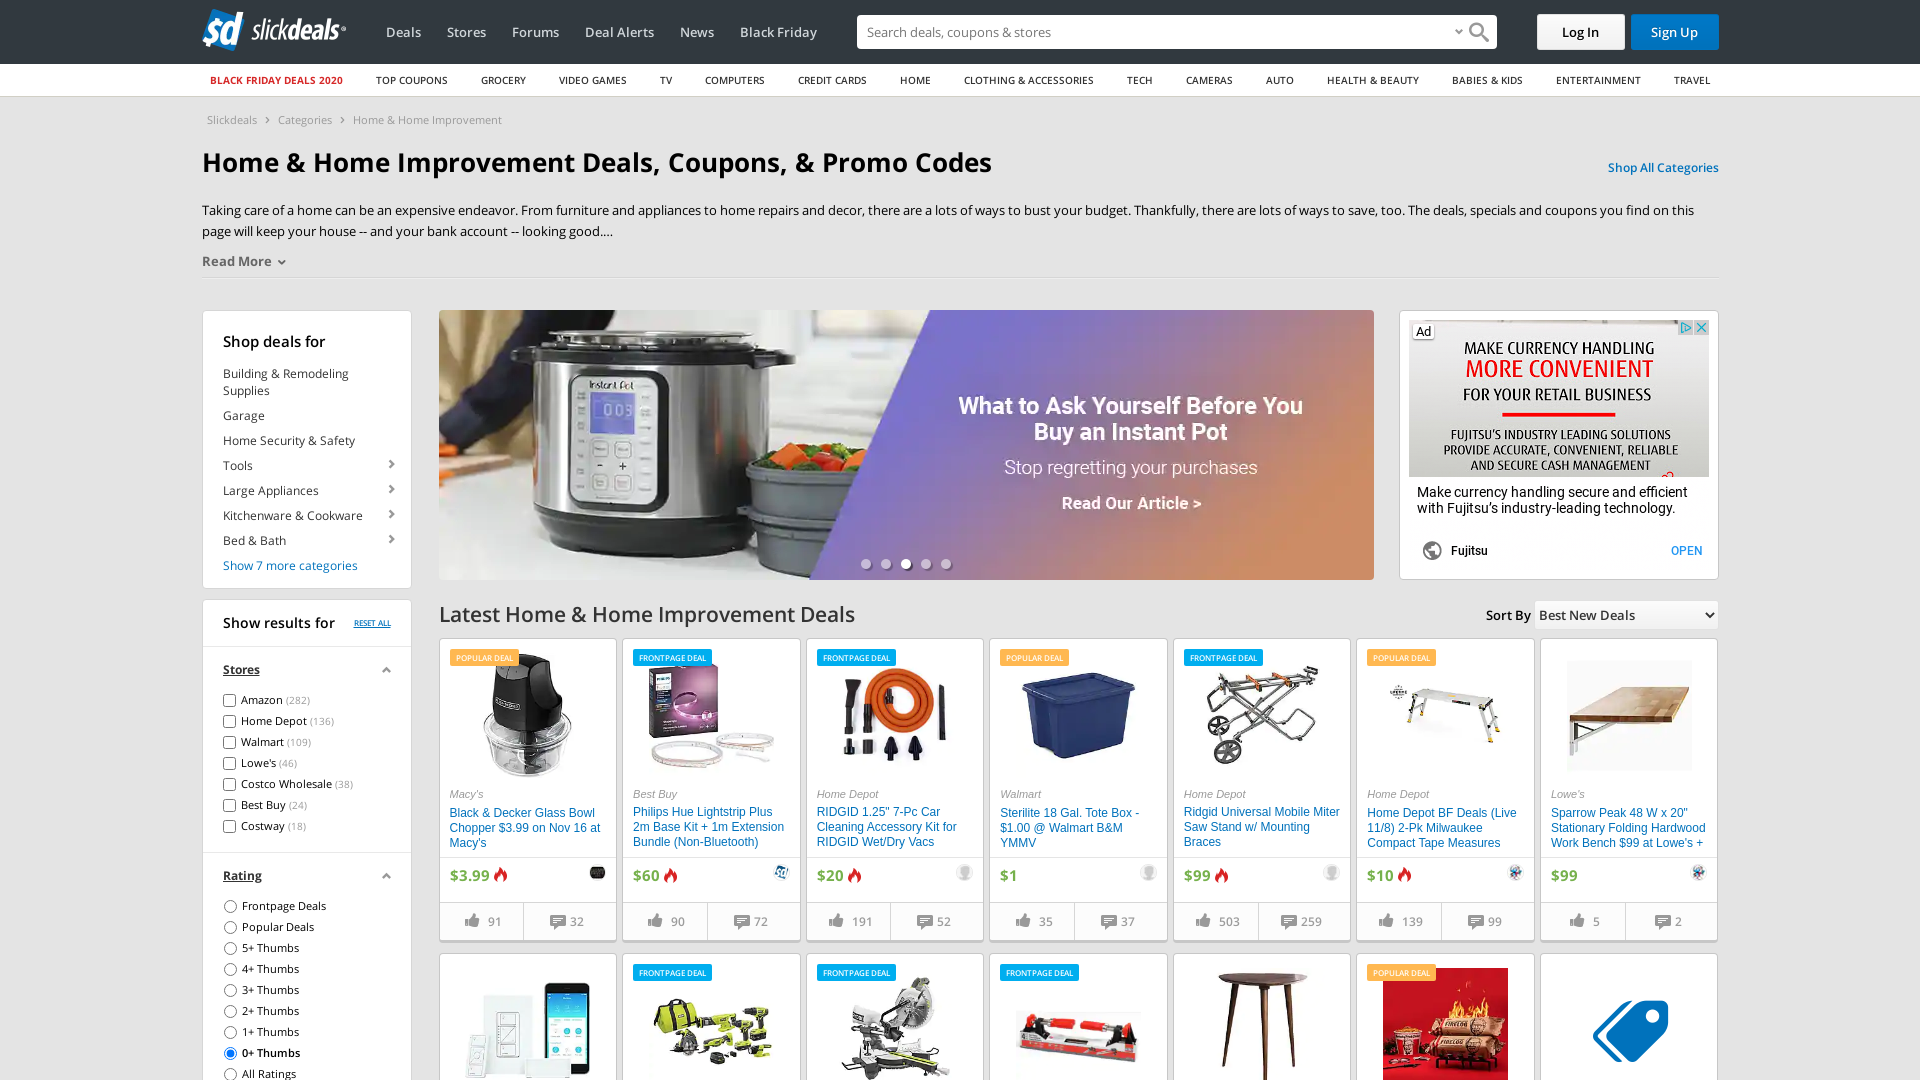 slickdeals
Deals
Stores
Forums
Deal Alerts
News
Black Friday
Search deals, coupons & stores
Log In
Sign Up
BLACK FRIDAY DEALS 2020
TOP COUPONS
GROCERY
VIDEO GAMES
TV
COMPUTERS
CREDIT CARDS
HOME
CLOTHING & ACCESSORIES
TECH
CAMERAS
AUTO
HEALTH & BEAUTY
BABIES & KIDS
ENTERTAINMENT
TRAVEL
Slickdeals > Categories > Home & Home Improvement
Home & Home Improvement Deals, Coupons, & Promo Codes
Shop All Categories
Taking care of a home can be an expensive endeavor. From furniture and appliances to home repairs and decor, there are a lots of ways to bust your budget. Thankfully, there are lots of ways to save, too. The deals, specials and coupons you find on this
page will keep your house -- and your bank account -- looking good.…
Read More
Shop deals for
Building & Remodeling
Supplies
Garage
Home Security & Safety
Tools
Large Appliances
Kitchenware & Cookware
Bed & Bath
Show 7 more categories
Instant Pot
What to Ask Yourself Before You
Buy an Instant Pot
Stop regretting your purchases
Read Our Article >
Ad
MAKE CURRENCY HANDLING
MORE CONVENIENT
FOR YOUR RETAIL BUSINESS
FUJITSU'S INDUSTRY LEADING SOLUTIONS
PROVIDE ACCURATE, CONVENIENT, RELIABLE
AND SECURE CASH MANAGEMENT
Make currency handling secure and efficient
with Fujitsu's industry-leading technology.
Fujitsu
OPEN
Show results for
RESET ALL
Stores
Amazon (282)
Home Depot (136)
Walmart (109)
Lowe's (46)
Costco Wholesale (38)
Best Buy (24)
Costway (18)
Rating
Frontpage Deals
Popular Deals
5+ Thumbs
4+ Thumbs
3+ Thumbs
2+ Thumbs
1+ Thumbs
0+ Thumbs
All Ratings
Latest Home & Home Improvement Deals
Sort By
Best New Deals
POPULAR DEAL
Macy's
Black & Decker Glass Bowl
Chopper $3.99 on Nov 16 at
Macy's
$3.99
91
32
FRONTPAGE DEAL
Best Buy
Philips Hue Lightstrip Plus
2m Base Kit + 1m Extension
Bundle (Non-Bluetooth)
$60
90
72
FRONTPAGE DEAL
Home Depot
RIDGID 1.25" 7-Pc Car
Cleaning Accessory Kit for
RIDGID Wet/Dry Vacs
$20
191
52
POPULAR DEAL
Walmart
Sterilite 18 Gal. Tote Box -
$1.00 @ Walmart B&M
YMMV
$1
35
37
FRONTPAGE DEAL
Home Depot
Ridgid Universal Mobile Miter
Saw Stand w/ Mounting
Braces
$99
503
259
POPULAR DEAL
Home Depot
Home Depot BF Deals (Live
11/8) 2-Pk Milwaukee
Compact Tape Measures
$10
139
99
Lowe's
Sparrow Peak 48 W x 20"
Stationary Folding Hardwood
Work Bench $99 at Lowe's +
$99
5
2
FRONTPAGE DEAL
FRONTPAGE DEAL
FRONTPAGE DEAL
POPULAR DEAL
FIRELOG